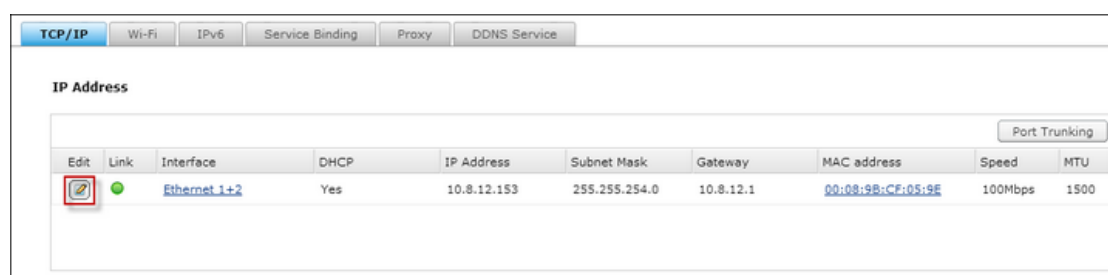 TCP/IP Wi-Fi IPv6 Service Binding Proxy DDNS Service
IP Address
Port Trunking
Edit Link Interface DHCP IP Address Subnet Mask Gateway MAC address Speed MTU
Ethernet 1+2 Yes 10.8.12.153 255.255.254.0 10.8.12.1 00:08:9B:CF:05:9E 100Mbps 1500